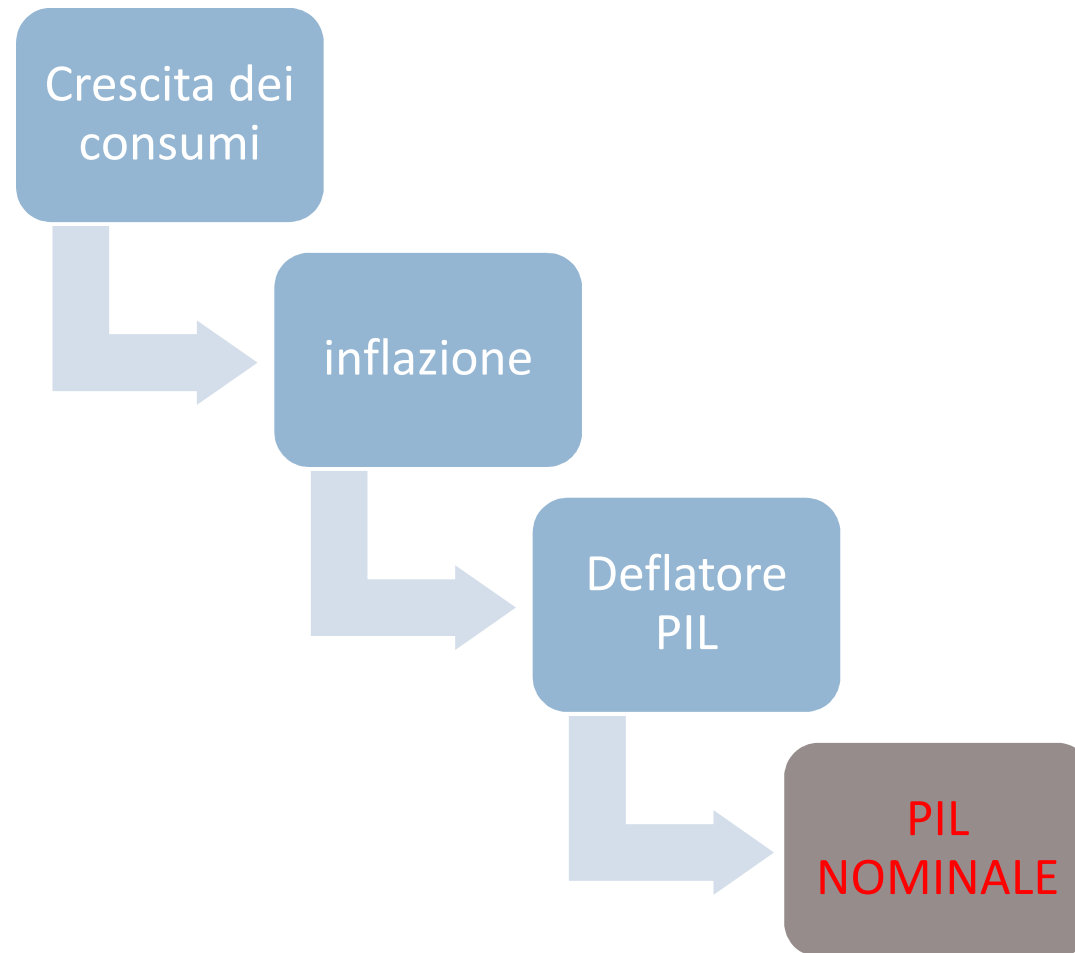 Crescita dei
consumi
inflazione
Deflatore
PIL
PIL
NOMINALE